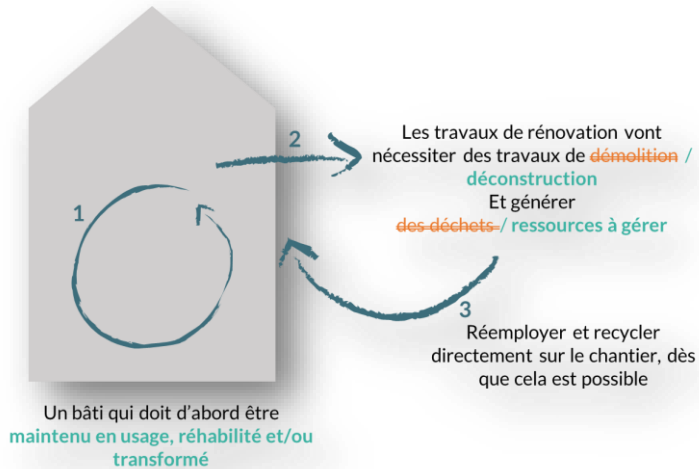 1
Un bâti qui doit d'abord être
maintenu en usage, réhabilité et/ou
transformé
2
Les travaux de rénovation vont
nécessiter des travaux de démolition /
déconstruction
Et générer
des déchets / ressources à gérer
3
Réemployer et recycler
directement sur le chantier, dès
que cela est possible